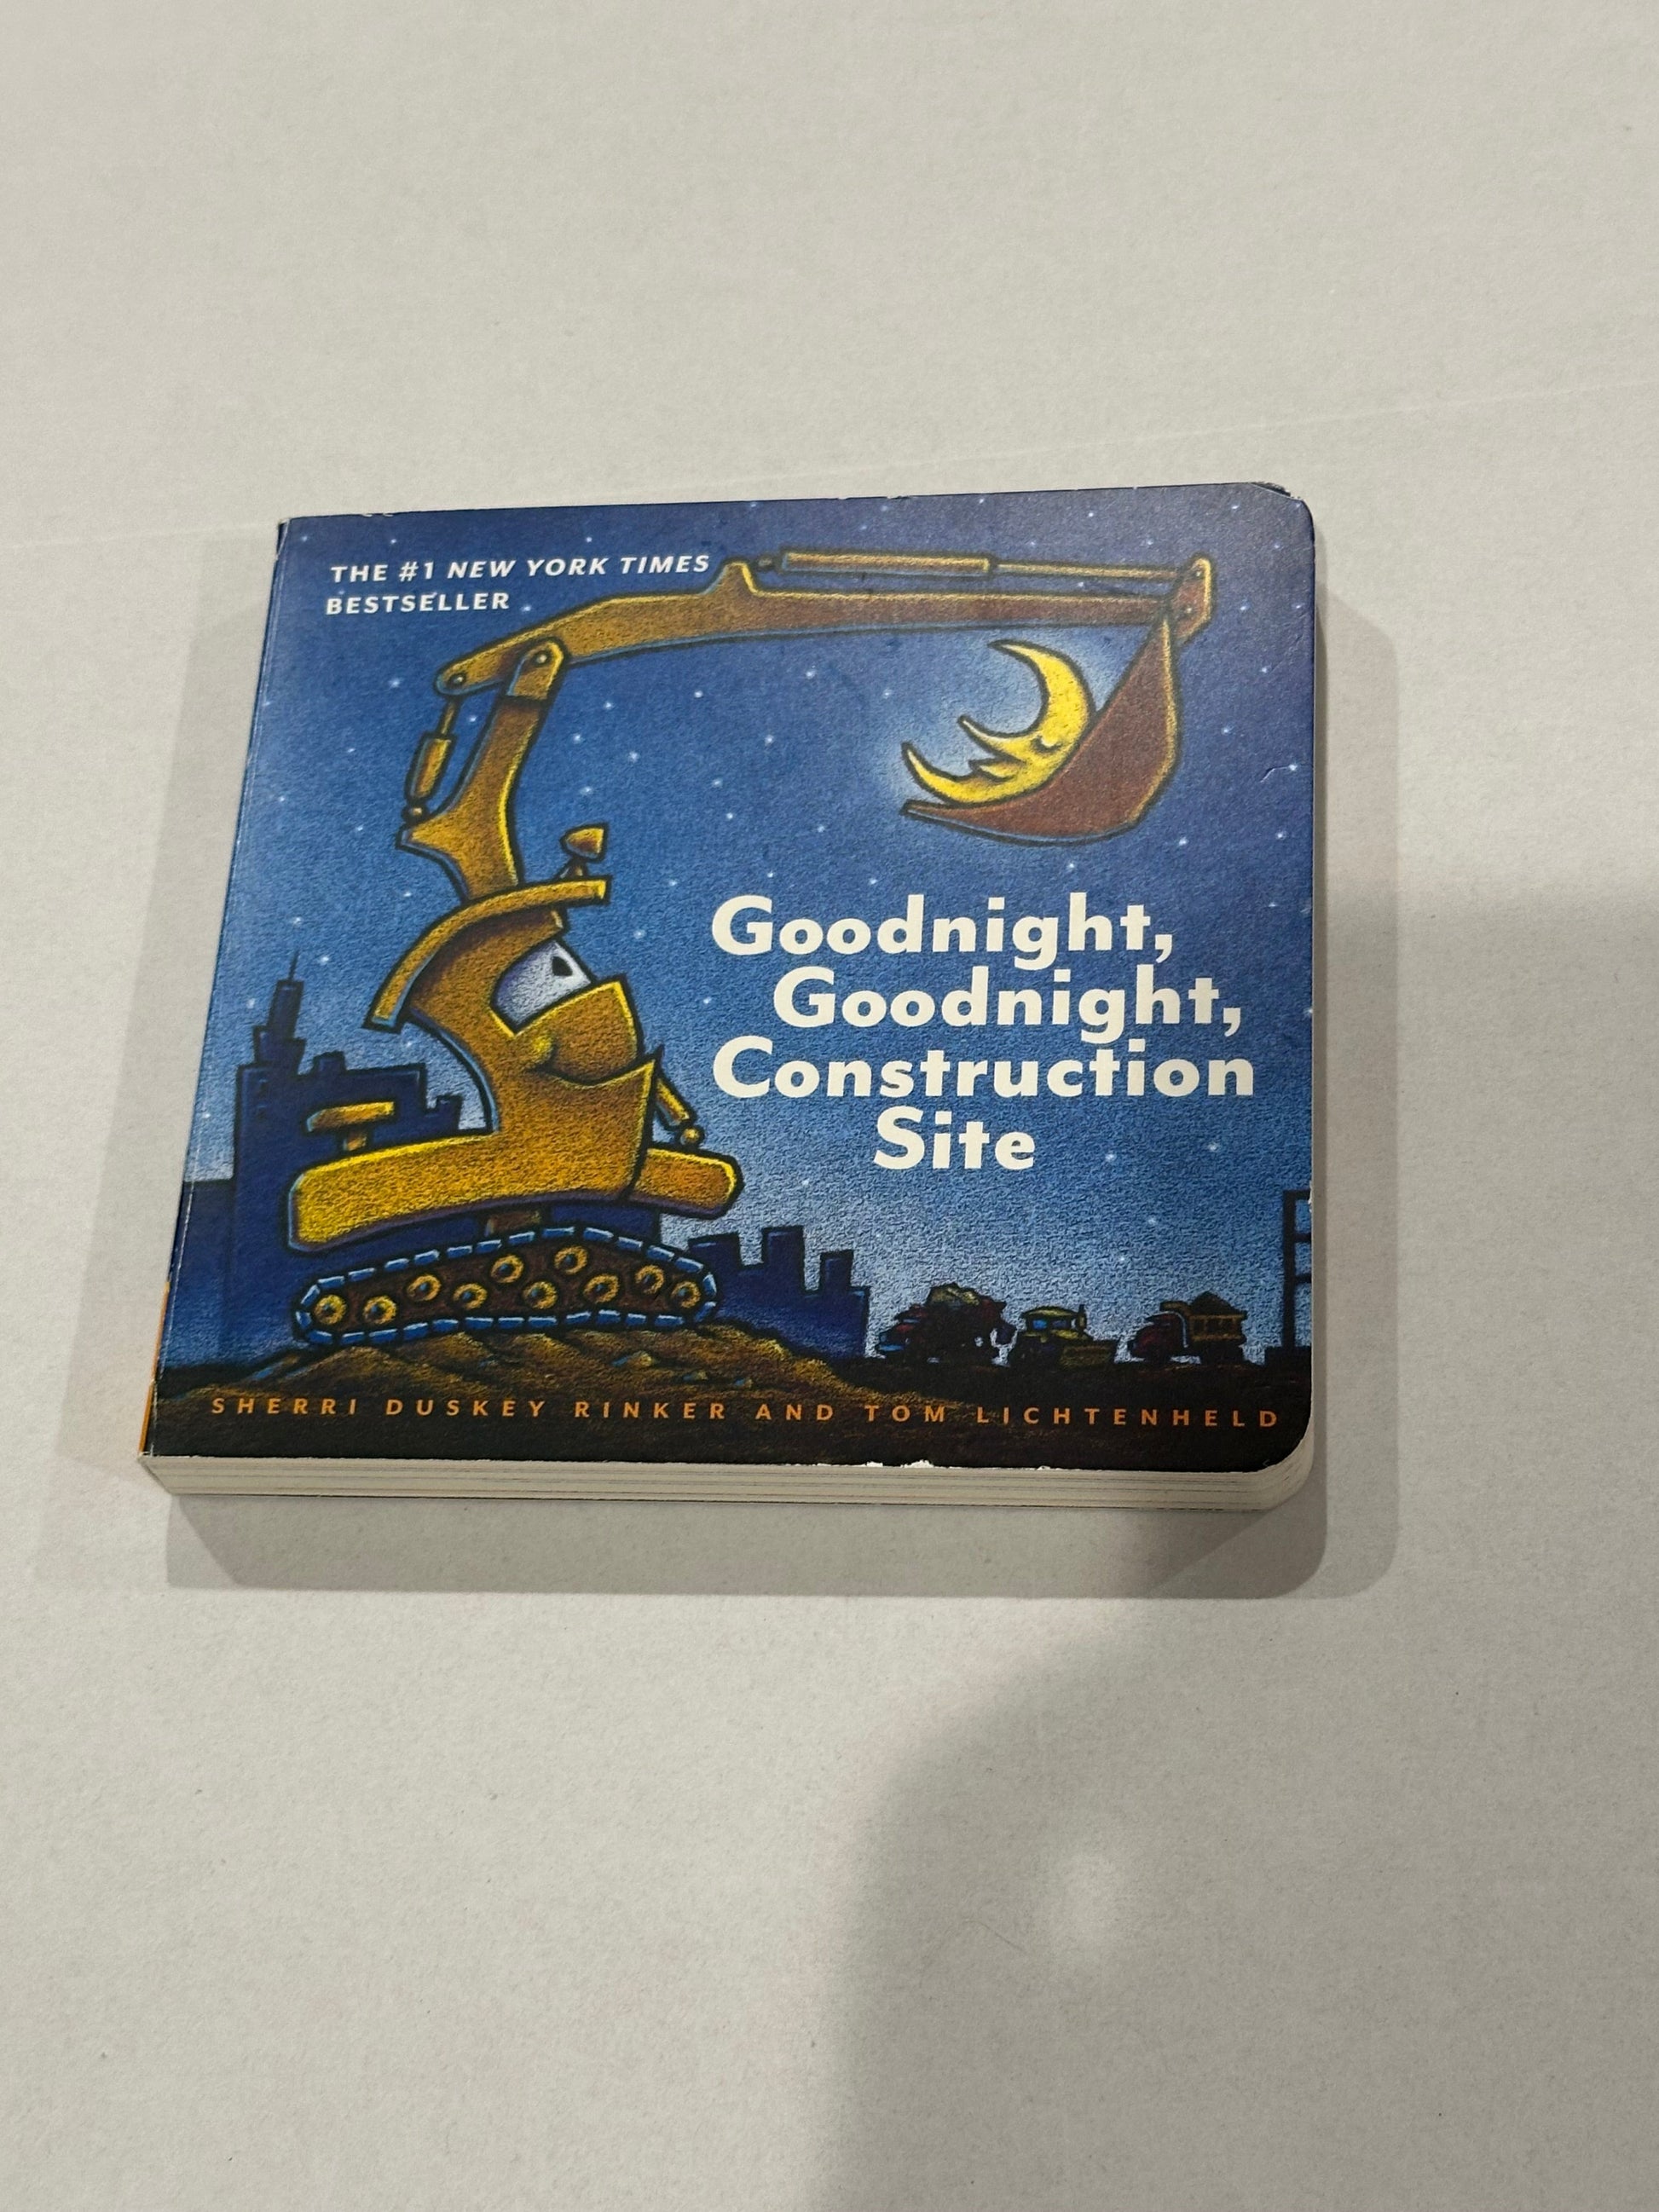 THE #1 NEW YORK TIMES
BESTSELLER
Goodnight,
Goodnight,
Construction
Site
SHERRI DUSKEY RINKER AND TOM LICHTENHELD